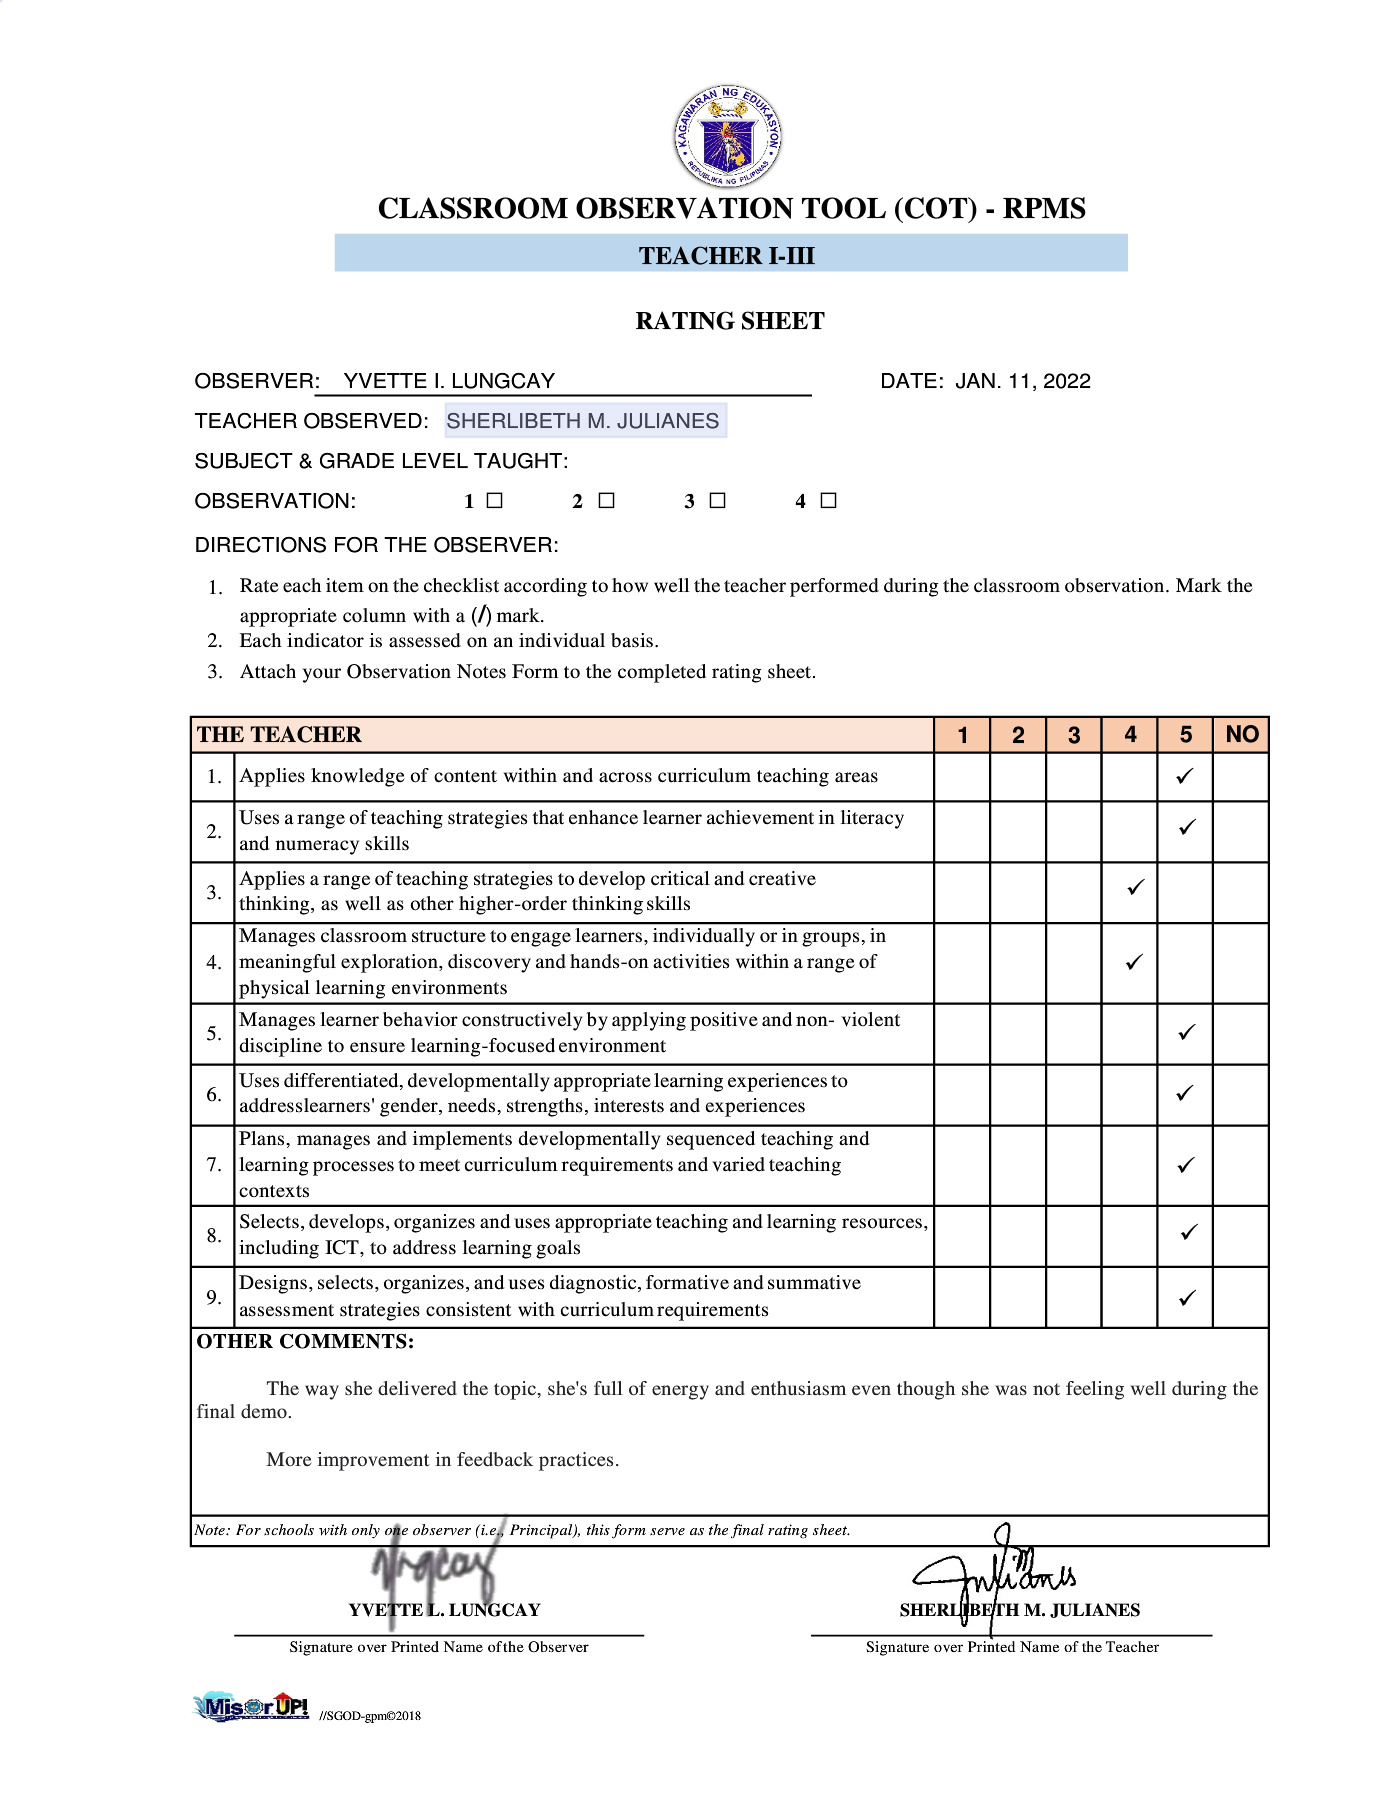 KAGAWARAN NG EDUKASYON
REPUBLIKA NG PILIPINAS
CLASSROOM OBSERVATION TOOL (COT) - RPMS
TEACHER I-III
RATING SHEET
OBSERVER: YVETTE I. LUNGCAY DATE: JAN. 11, 2022
TEACHER OBSERVED: SHERLIBETH M. JULIANES
SUBJECT & GRADE LEVEL TAUGHT:
OBSERVATION: 1 ☐ 2 ☐ 3 ☐ 4 ☐
DIRECTIONS FOR THE OBSERVER:
1. Rate each item on the checklist according to how well the teacher performed during the classroom observation. Mark the
appropriate column with a (/) mark.
2. Each indicator is assessed on an individual basis.
3. Attach your Observation Notes Form to the completed rating sheet.
THE TEACHER 1 2 3 4 5 NO
1. Applies knowledge of content within and across curriculum teaching areas ✓
2. Uses a range of teaching strategies that enhance learner achievement in literacy
and numeracy skills ✓
3. Applies a range of teaching strategies to develop critical and creative
thinking, as well as other higher-order thinking skills ✓
4. Manages classroom structure to engage learners, individually or in groups, in
meaningful exploration, discovery and hands-on activities within a range of
physical learning environments ✓
5. Manages learner behavior constructively by applying positive and non- violent
discipline to ensure learning-focused environment ✓
6. Uses differentiated, developmentally appropriate learning experiences to
addresslearners' gender, needs, strengths, interests and experiences ✓
7. Plans, manages and implements developmentally sequenced teaching and
learning processes to meet curriculum requirements and varied teaching
contexts ✓
8. Selects, develops, organizes and uses appropriate teaching and learning resources,
including ICT, to address learning goals ✓
9. Designs, selects, organizes, and uses diagnostic, formative and summative
assessment strategies consistent with curriculum requirements ✓
OTHER COMMENTS:
The way she delivered the topic, she's full of energy and enthusiasm even though she was not feeling well during the
final demo.
More improvement in feedback practices.
Note: For schools with only one observer (i.e., Principal), this form serve as the final rating sheet.
Lungcay Julianes
YVETTE L. LUNGCAY SHERLIBETH M. JULIANES
Signature over Printed Name of the Observer Signature over Printed Name of the Teacher
MisOr UP! //SGOD-gpm©2018